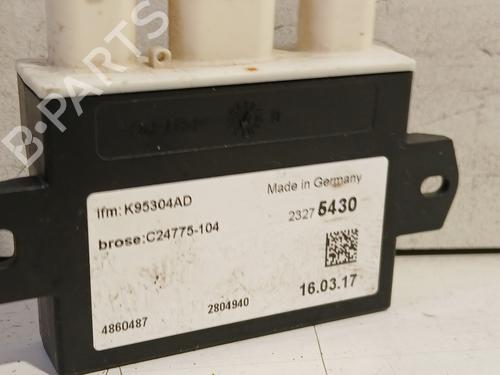 B-PARTS
ifm: K95304AD
Made in Germany
2327 5430
brose:C24775-104
16.03.17
4860487
2804940